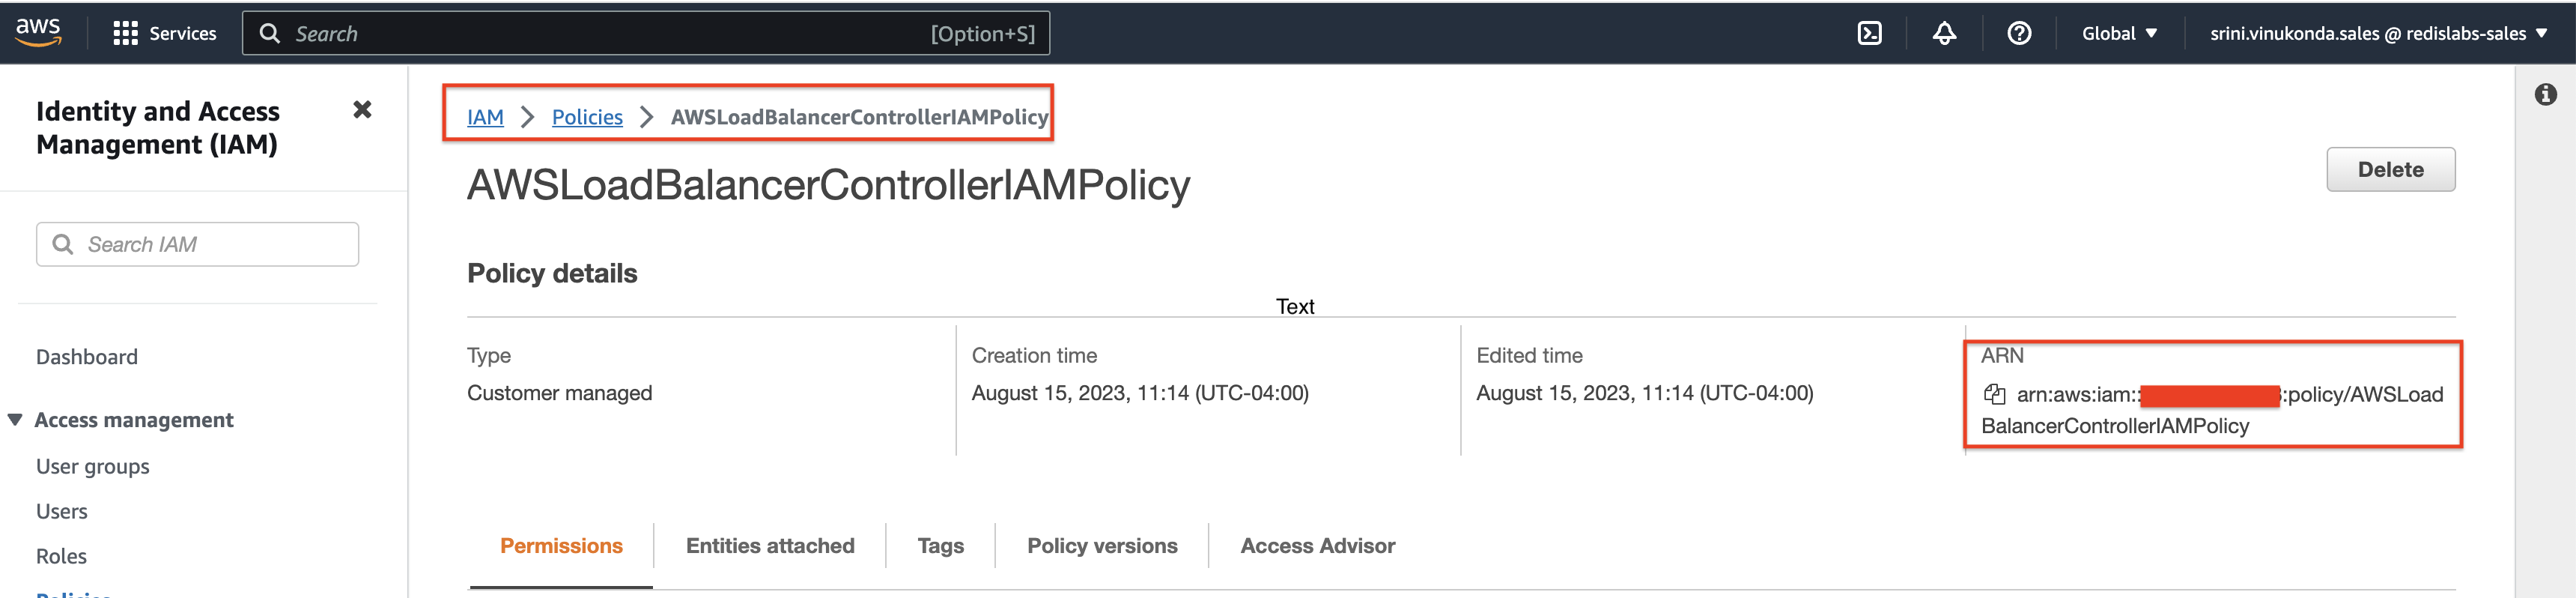 aws Services Search [Option+S] Global srini.vinukonda.sales @ redislabs-sales
Identity and Access
Management (IAM)
Search IAM
Dashboard
Access management
User groups
Users
Roles
Policies
IAM > Policies > AWSLoadBalancerControllerIAMPolicy
AWSLoadBalancerControllerIAMPolicy
Delete
Policy details
Text
Type
Customer managed
Creation time
August 15, 2023, 11:14 (UTC-04:00)
Edited time
August 15, 2023, 11:14 (UTC-04:00)
ARN
arn:aws:iam:: :policy/AWSLoad
BalancerControllerIAMPolicy
Permissions Entities attached Tags Policy versions Access Advisor